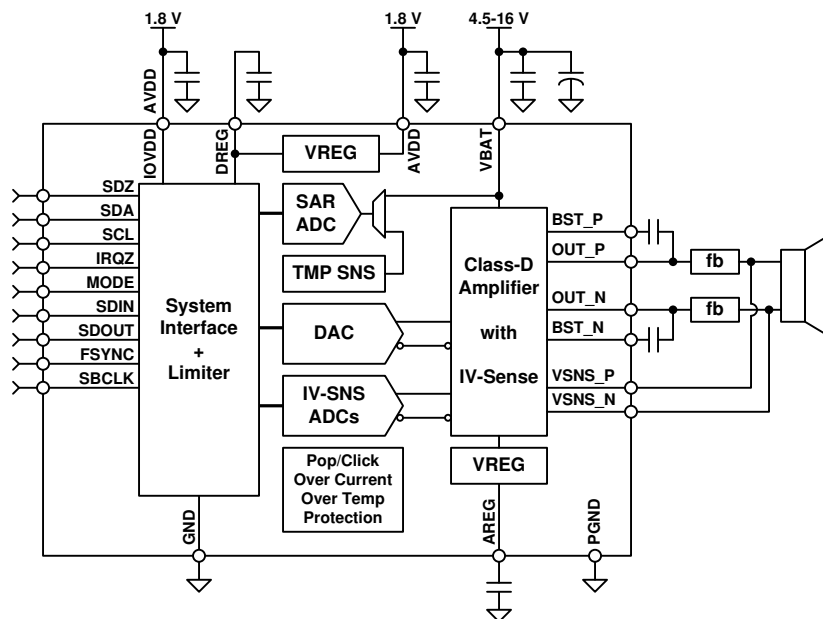 1.8 V
1.8 V
4.5-16 V
AVDD
IOVDD
DREG
AVDD
VBAT
VREG
SDZ
SDA
SCL
IRQZ
MODE
SDIN
SDOUT
FSYNC
SBCLK
System
Interface
+
Limiter
SAR
ADC
TMP SNS
DAC
IV-SNS
ADCs
Pop/Click
Over Current
Over Temp
Protection
Class-D
Amplifier
with
IV-Sense
VREG
BST_P
OUT_P
OUT_N
BST_N
VSNS_P
VSNS_N
fb
fb
GND
AREG
PGND